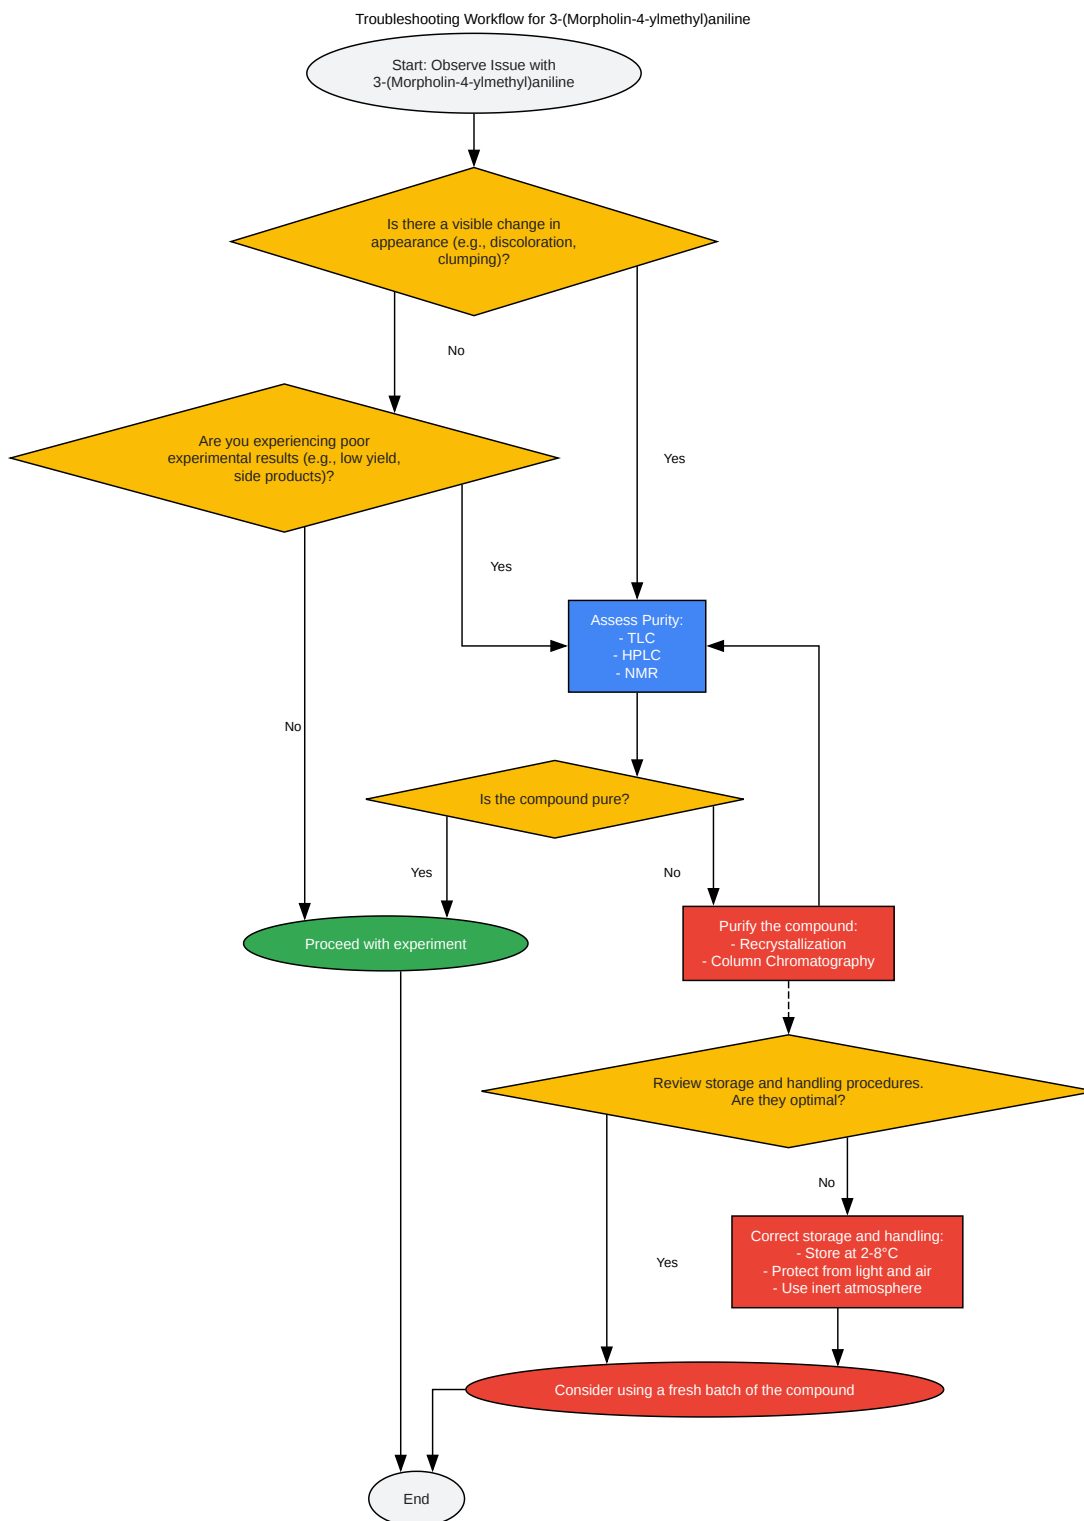 Troubleshooting Workflow for 3-(Morpholin-4-ylmethyl)aniline
Start: Observe Issue with
3-(Morpholin-4-ylmethyl)aniline
Is there a visible change in
appearance (e.g., discoloration,
clumping)?
No
Are you experiencing poor
experimental results (e.g., low yield,
side products)?
Yes
Yes
Assess Purity:
- TLC
- HPLC
- NMR
No
Is the compound pure?
Yes
No
Proceed with experiment
Purify the compound:
- Recrystallization
- Column Chromatography
Review storage and handling procedures.
Are they optimal?
No
Correct storage and handling:
- Store at 2-8°C
- Protect from light and air
- Use inert atmosphere
Yes
Consider using a fresh batch of the compound
End